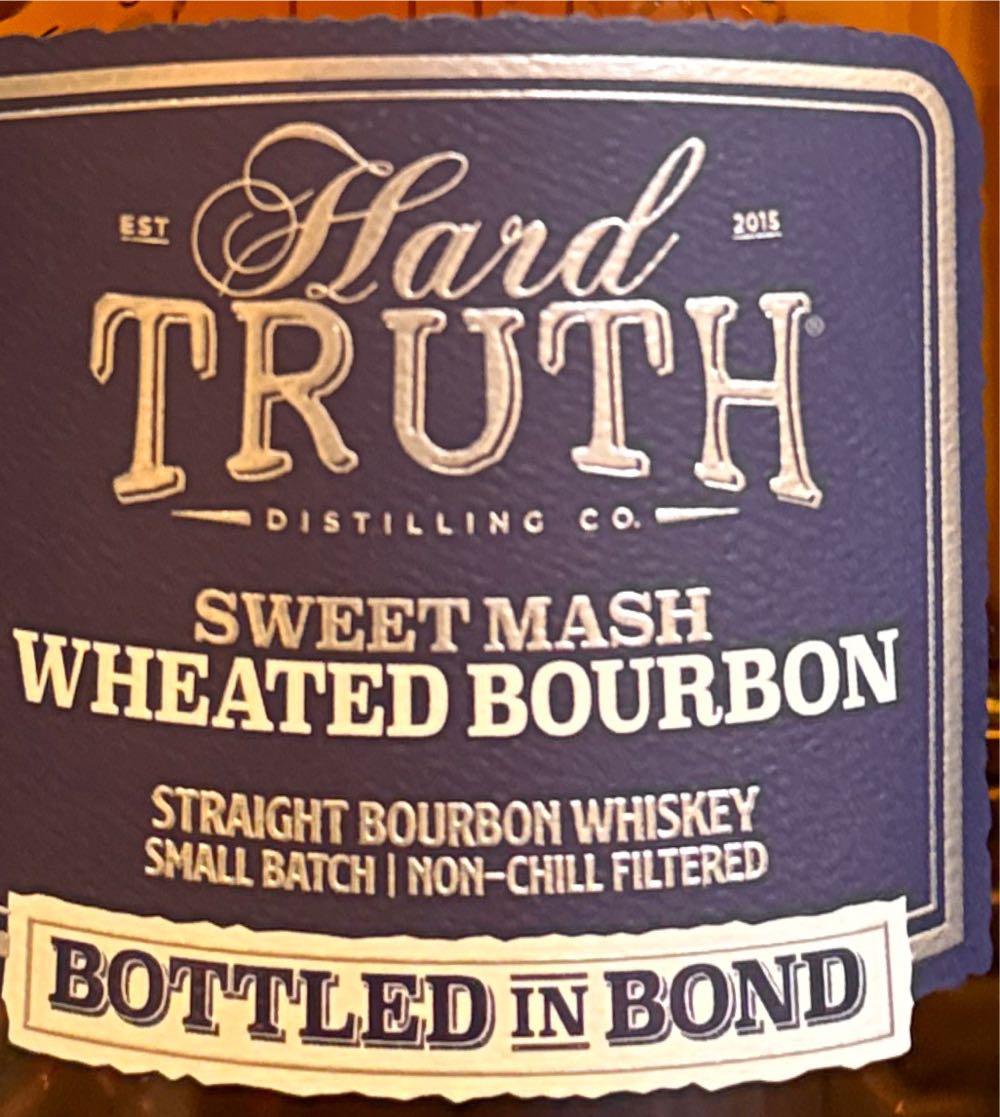 Hard
EST 2015
TRUTH®
DISTILLING CO.
SWEET MASH
WHEATED BOURBON
STRAIGHT BOURBON WHISKEY
SMALL BATCH | NON-CHILL FILTERED
BOTTLED IN BOND